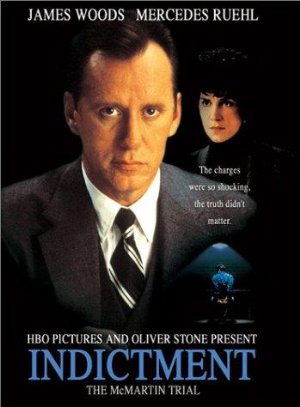 JAMES WOODS MERCEDES RUEHL
The charges
were so shocking,
the truth didn't
matter.
HBO PICTURES AND OLIVER STONE PRESENT
INDICTMENT
THE McMARTIN TRIAL